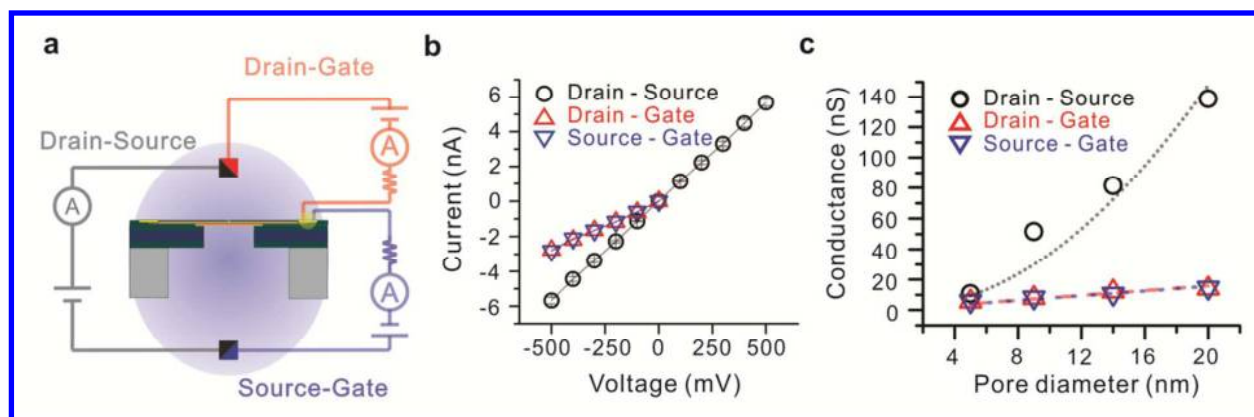 a
Drain-Gate
Drain-Source
A
A
A
Source-Gate
b
Drain - Source
Drain - Gate
Source - Gate
Current (nA)
6
4
2
0
-2
-4
-6
-500
-250
0
250
500
Voltage (mV)
c
Drain - Source
Drain - Gate
Source - Gate
Conductance (nS)
140
120
100
80
60
40
20
0
4
8
12
16
20
Pore diameter (nm)